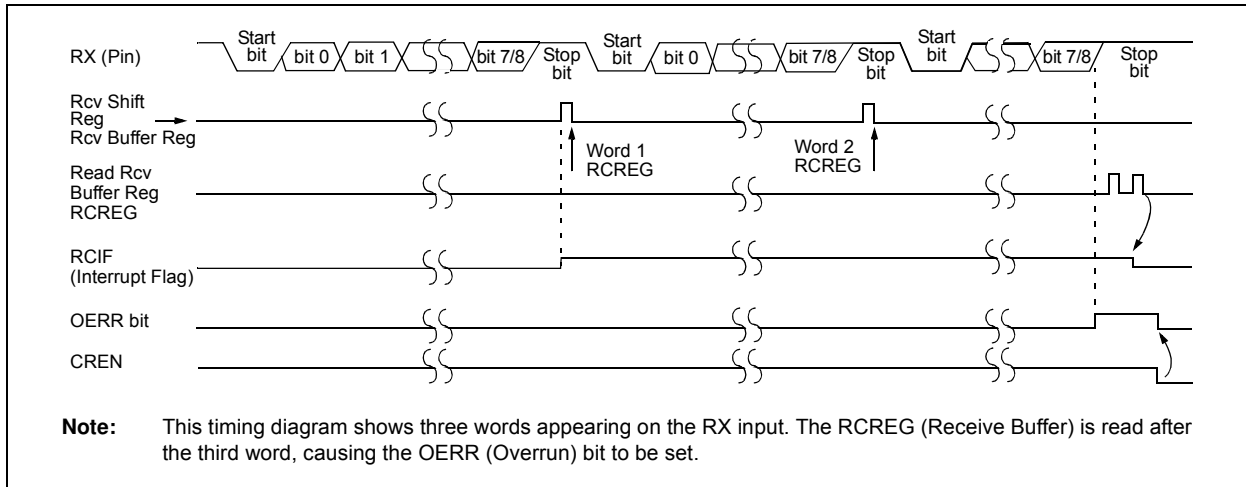 RX (Pin)
Start
bit
bit 0
bit 1
bit 7/8
Stop
bit
Start
bit
bit 0
bit 7/8
Stop
bit
Start
bit
bit 7/8
Stop
bit
Rcv Shift
Reg
Rcv Buffer Reg
Word 1
RCREG
Word 2
RCREG
Read Rcv
Buffer Reg
RCREG
RCIF
(Interrupt Flag)
OERR bit
CREN
Note: This timing diagram shows three words appearing on the RX input. The RCREG (Receive Buffer) is read after
the third word, causing the OERR (Overrun) bit to be set.